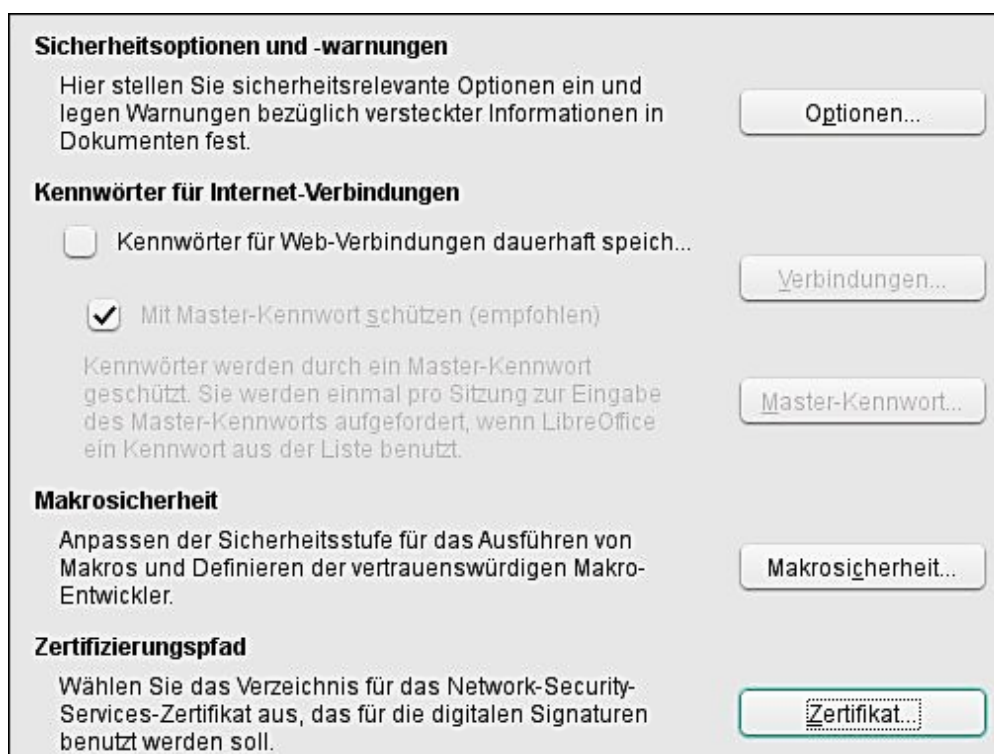 Sicherheitsoptionen und -warnungen
Hier stellen Sie sicherheitsrelevante Optionen ein und
legen Warnungen bezüglich versteckter Informationen in
Dokumenten fest.
Optionen...
Kennwörter für Internet-Verbindungen
Kennwörter für Web-Verbindungen dauerhaft speich...
Verbindungen...
Mit Master-Kennwort schützen (empfohlen)
Kennwörter werden durch ein Master-Kennwort
geschützt. Sie werden einmal pro Sitzung zur Eingabe
des Master-Kennworts aufgefordert, wenn LibreOffice
ein Kennwort aus der Liste benutzt.
Master-Kennwort...
Makrosicherheit
Anpassen der Sicherheitsstufe für das Ausführen von
Makros und Definieren der vertrauenswürdigen Makro-
Entwickler.
Makrosicherheit...
Zertifizierungspfad
Wählen Sie das Verzeichnis für das Network-Security-
Services-Zertifikat aus, das für die digitalen Signaturen
benutzt werden soll.
Zertifikat...